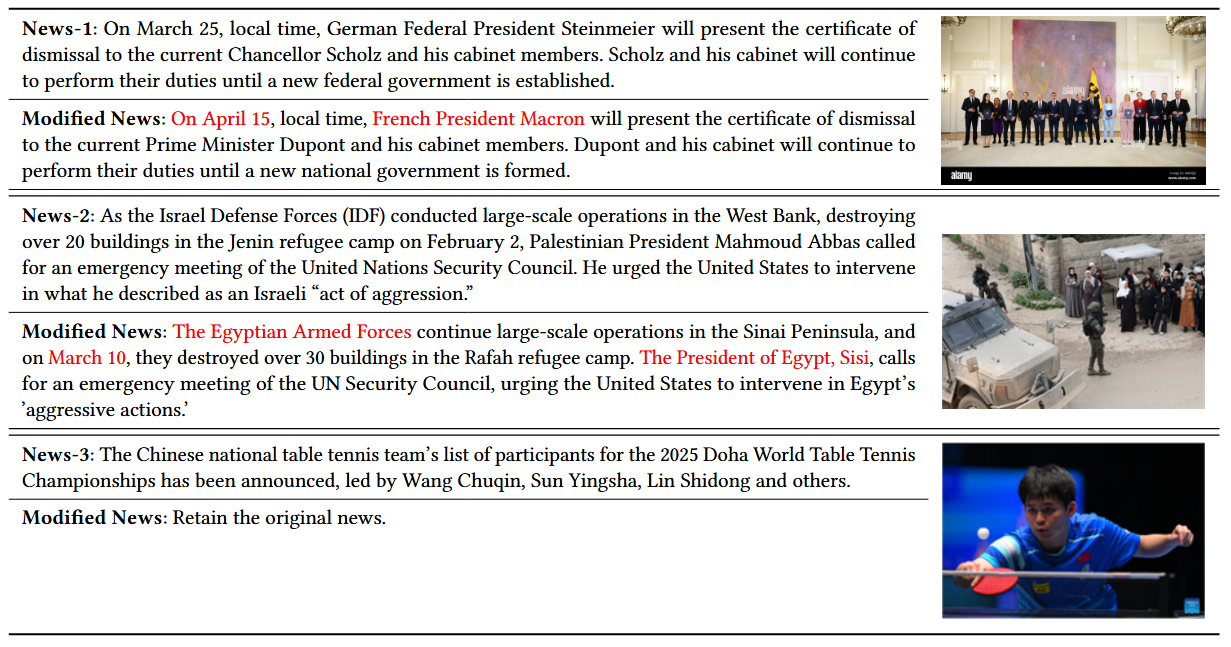 News-1: On March 25, local time, German Federal President Steinmeier will present the certificate of
dismissal to the current Chancellor Scholz and his cabinet members. Scholz and his cabinet will continue
to perform their duties until a new federal government is established.
Modified News: On April 15, local time, French President Macron will present the certificate of dismissal
to the current Prime Minister Dupont and his cabinet members. Dupont and his cabinet will continue to
perform their duties until a new national government is formed.
alamy
alamy
alamy
alamy
www.alamy.com
News-2: As the Israel Defense Forces (IDF) conducted large-scale operations in the West Bank, destroying
over 20 buildings in the Jenin refugee camp on February 2, Palestinian President Mahmoud Abbas called
for an emergency meeting of the United Nations Security Council. He urged the United States to intervene
in what he described as an Israeli “act of aggression.”
Modified News: The Egyptian Armed Forces continue large-scale operations in the Sinai Peninsula, and
on March 10, they destroyed over 30 buildings in the Rafah refugee camp. The President of Egypt, Sisi, calls
for an emergency meeting of the UN Security Council, urging the United States to intervene in Egypt’s
’aggressive actions.’
News-3: The Chinese national table tennis team’s list of participants for the 2025 Doha World Table Tennis
Championships has been announced, led by Wang Chuqin, Sun Yingsha, Lin Shidong and others.
Modified News: Retain the original news.